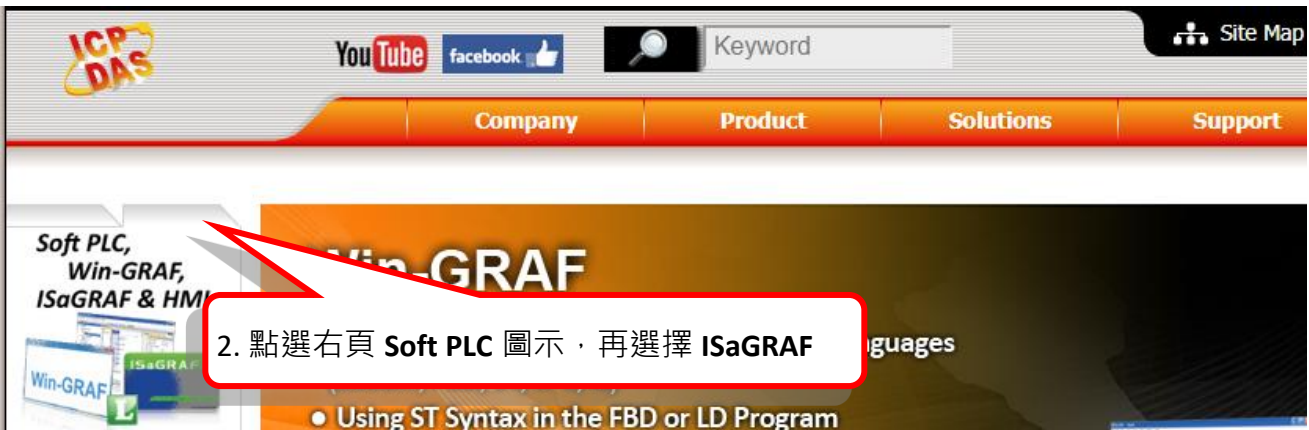 ICP DAS
YouTube
facebook
Keyword
Site Map
Company Product Solutions Support
Soft PLC,
Win-GRAF,
ISaGRAF & HMI
Win-GRAF
2. 點選右頁 Soft PLC 圖示，再選擇 ISaGRAF
ISaGRAF
Win-GRAF
L
● Using ST Syntax in the FBD or LD Program